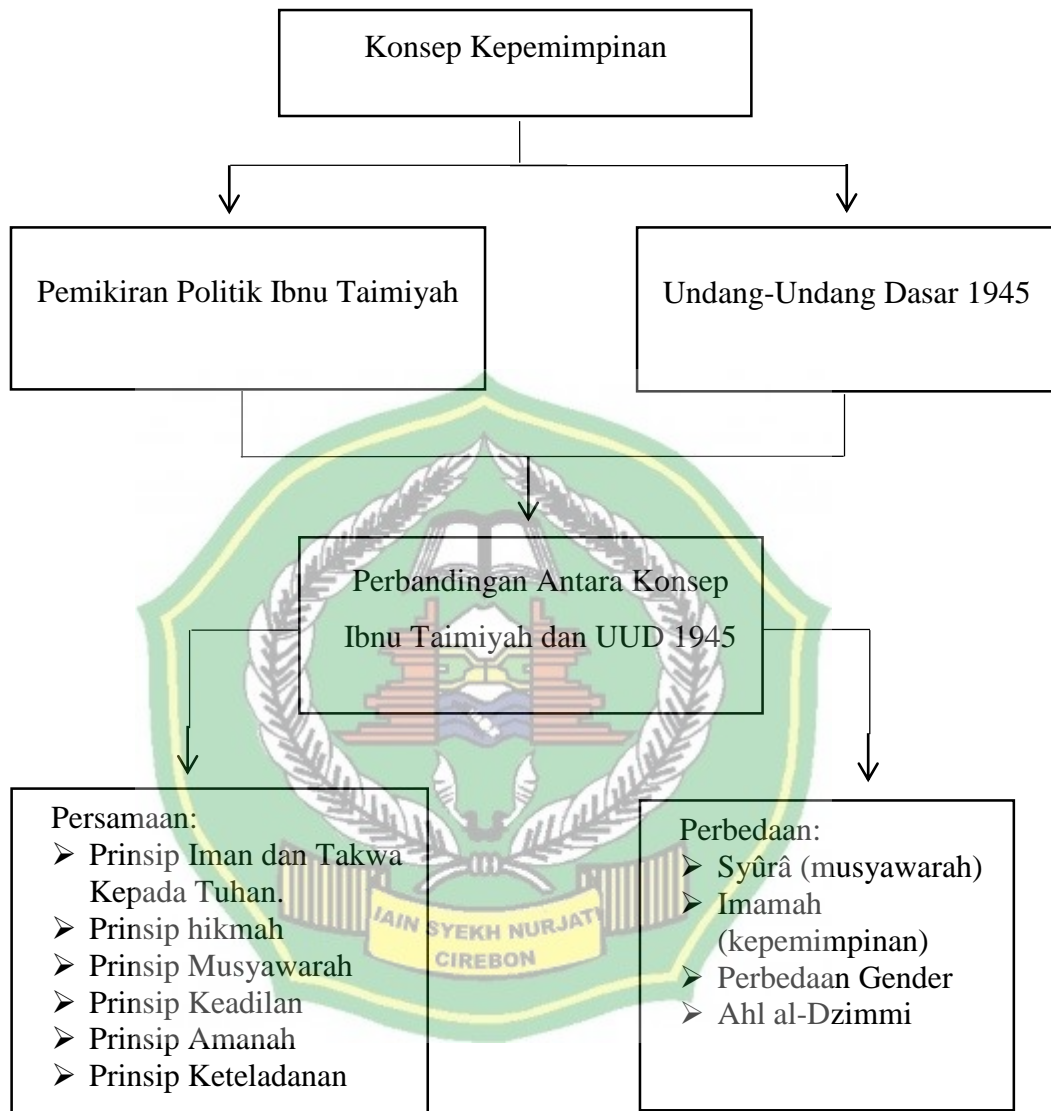 Konsep Kepemimpinan
Pemikiran Politik Ibnu Taimiyah
Undang-Undang Dasar 1945
Perbandingan Antara Konsep
Ibnu Taimiyah dan UUD 1945
Persamaan:
➢ Prinsip Iman dan Takwa
Kepada Tuhan.
➢ Prinsip hikmah
➢ Prinsip Musyawarah
➢ Prinsip Keadilan
➢ Prinsip Amanah
➢ Prinsip Keteladanan
Perbedaan:
➢ Syûrâ (musyawarah)
➢ Imamah
(kepemimpinan)
➢ Perbedaan Gender
➢ Ahl al-Dzimmi
IAIN SYEKH NURJATI
CIREBON